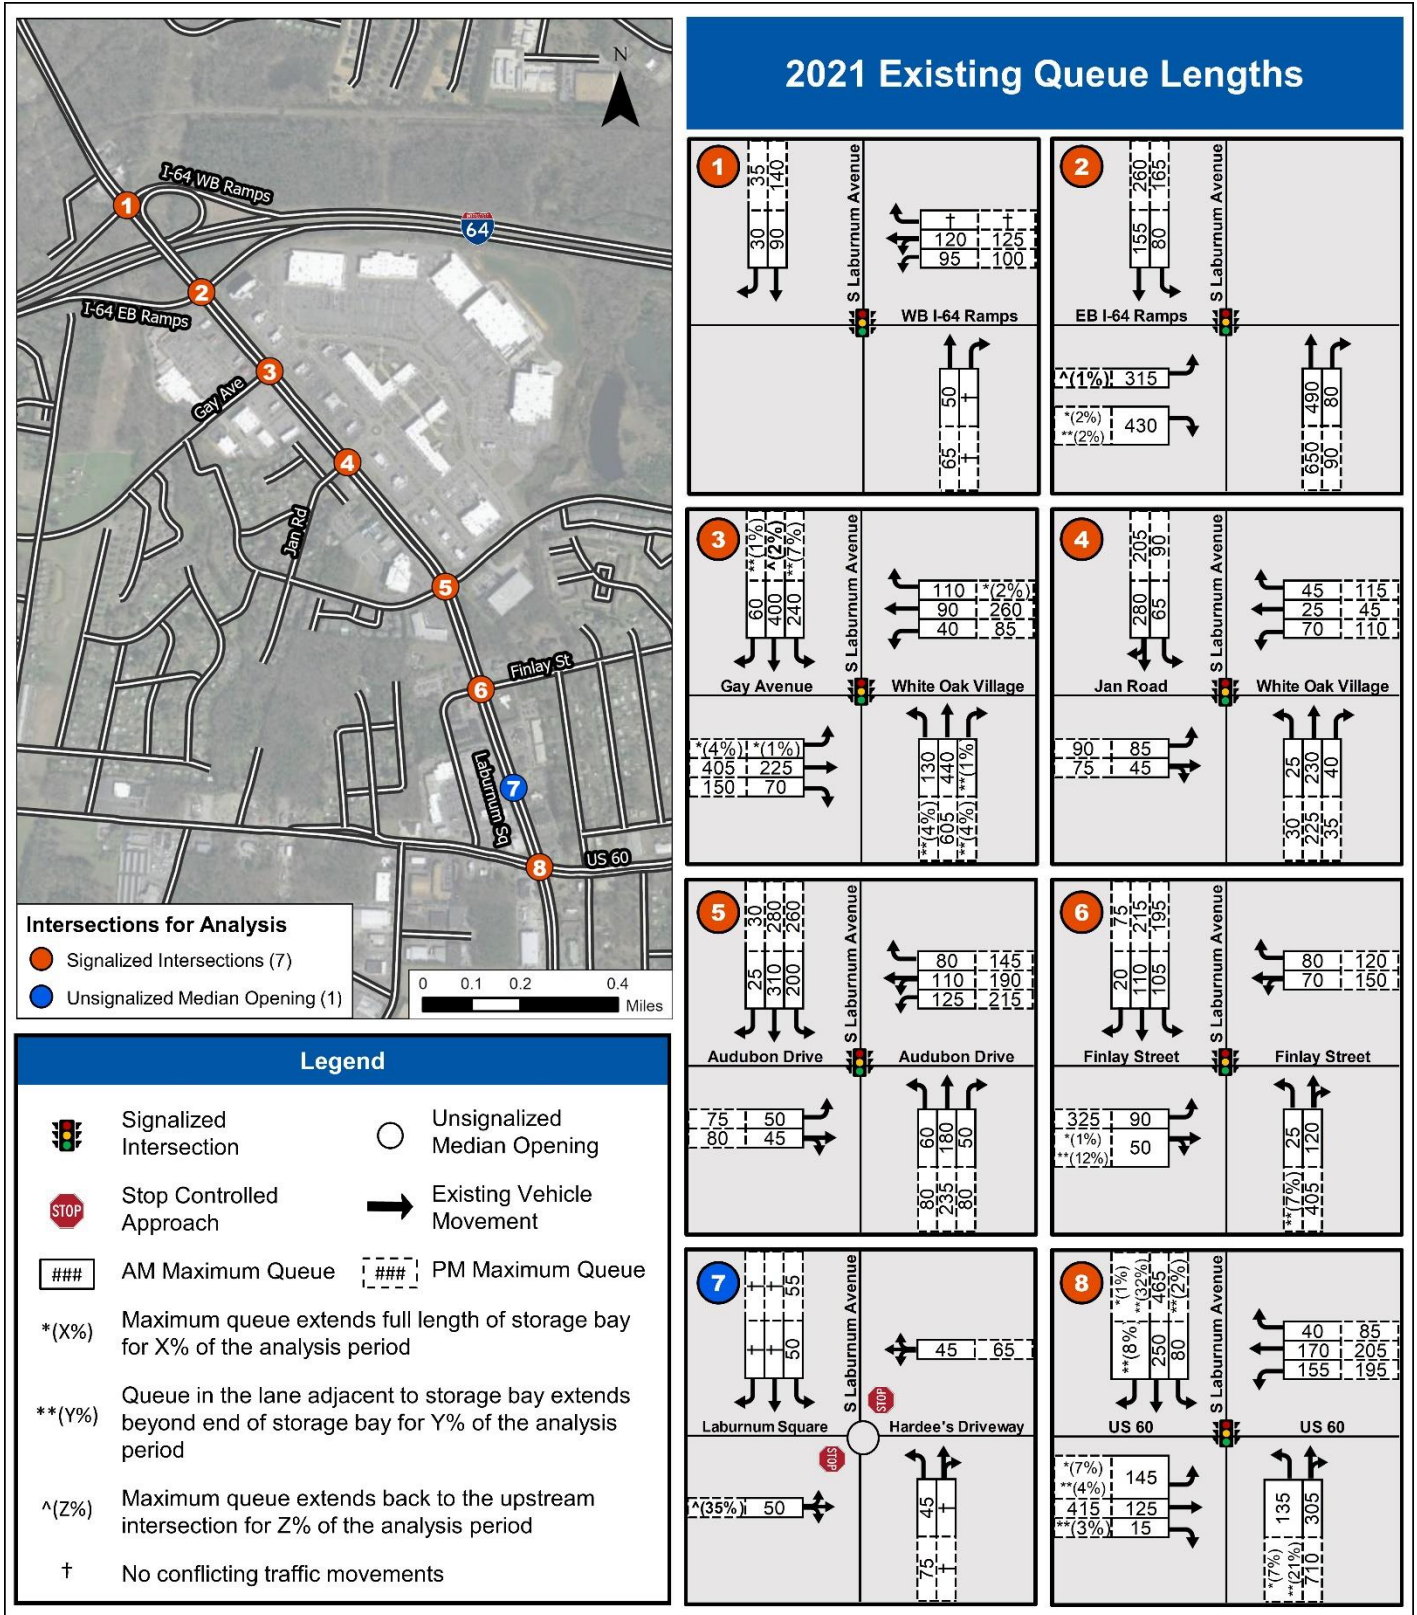 N
I-64 WB Ramps
64
I-64 EB Ramps
Gay Ave
Jan Rd
Finlay St
Laburnum Sq
US 60
1
2
3
4
5
6
7
8
Intersections for Analysis
Signalized Intersections (7)
Unsignalized Median Opening (1)
0 0.2 0.4
Miles
Legend
Signalized
Intersection
Unsignalized
Median Opening
STOP
Stop Controlled
Approach
Existing Vehicle
Movement
### AM Maximum Queue
### PM Maximum Queue
*(X%) Maximum queue extends full length of storage bay
for X% of the analysis period
**(Y%) Queue in the lane adjacent to storage bay extends
beyond end of storage bay for Y% of the analysis
period
^(Z%) Maximum queue extends back to the upstream
intersection for Z% of the analysis period
† No conflicting traffic movements
2021 Existing Queue Lengths
1
35 140
30 90
S Laburnum Avenue
† †
120 125
95 100
WB I-64 Ramps
50 †
65 †
2
260 165
155 80
S Laburnum Avenue
EB I-64 Ramps
^(1%) 315
*(2%)
**(2%)
430
490 80
650 90
3
**(1%) ^(2%) **(7%)
60 400 240
S Laburnum Avenue
110 *(2%)
90 260
40 85
Gay Avenue
White Oak Village
*(4%) *(1%)
405 225
150 70
130 440 **(1%
**(4%) 605 **(4%)
4
205 90
280 65
S Laburnum Avenue
45 115
25 45
70 110
Jan Road
White Oak Village
90 85
75 45
25 230 40
30 225 35
5
30 280 260
25 310 200
S Laburnum Avenue
80 145
110 190
125 215
Audubon Drive
Audubon Drive
75 50
80 45
60 180 50
80 235 80
6
75 215 195
20 110 105
S Laburnum Avenue
80 120
70 150
Finlay Street
Finlay Street
325 90
*(1%)
**(12%)
50
25 120
**(7%) 405
7
† † 55
† † 50
S Laburnum Avenue
45 65
STOP
Laburnum Square
Hardee's Driveway
STOP
^(35%) 50
45 †
75 †
8
*(1%)
**(32%)
465 **(2%)
**(8% 250 80
S Laburnum Avenue
40 85
170 205
155 195
US 60
US 60
*(7%)
**(4%)
145
415 125
**(3%) 15
135 305
*(7%)
**(21%)
710